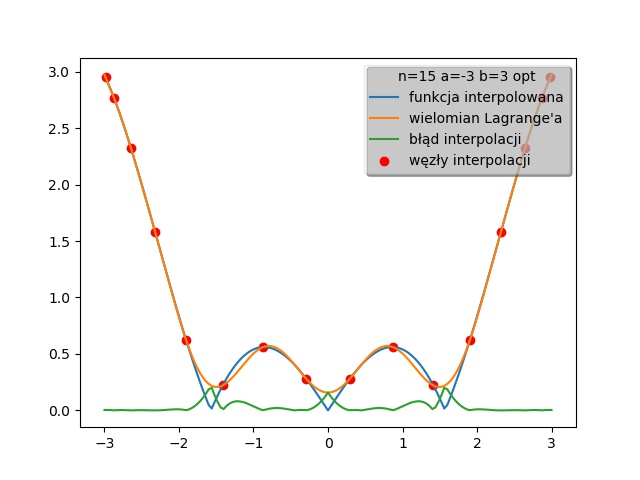 n=15 a=-3 b=3 opt
funkcja interpolowana
wielomian Lagrange'a
błąd interpolacji
węzły interpolacji
3.0
2.5
2.0
1.5
1.0
0.5
0.0
−3 −2 −1 0 1 2 3